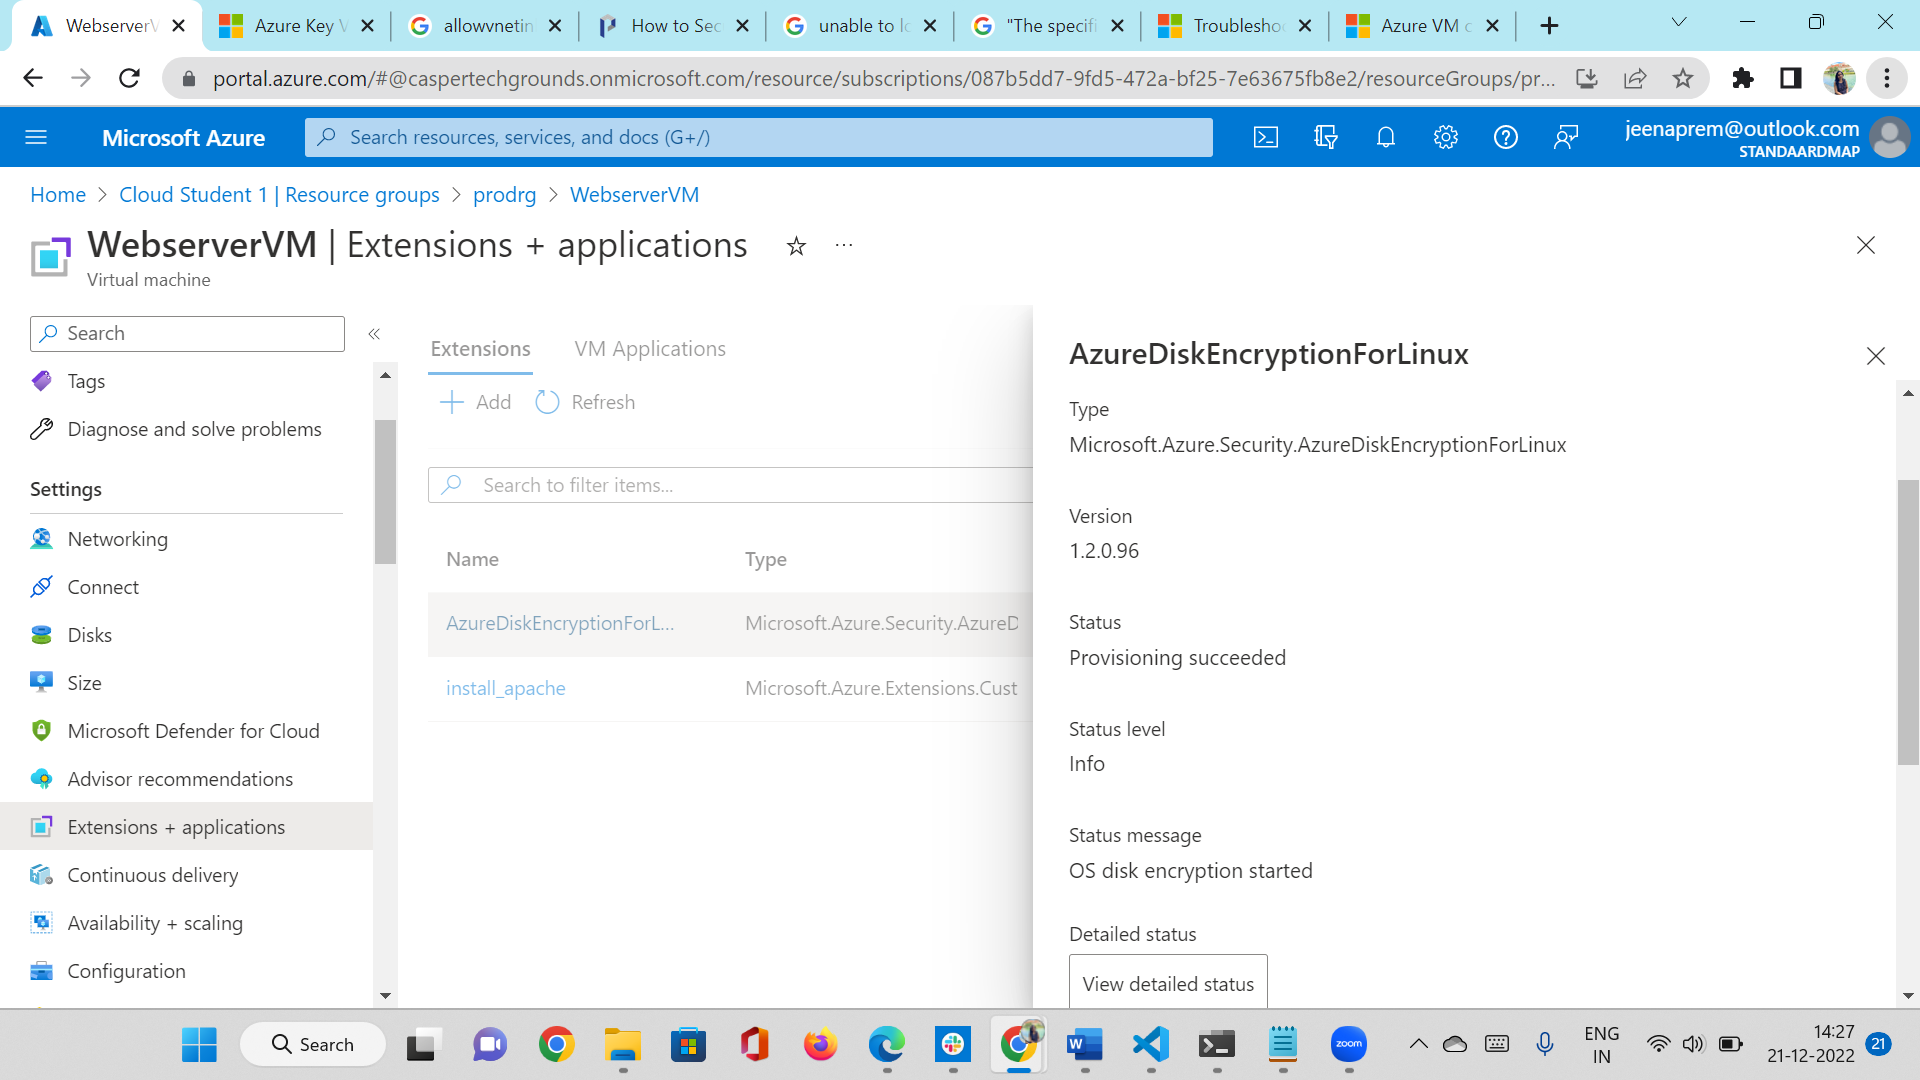 WebserverV
Azure Key V
allowvnetin
How to Sec
unable to lo
"The specifi
Troubleshoo
Azure VM c
portal.azure.com/#@caspertechgrounds.onmicrosoft.com/resource/subscriptions/087b5dd7-9fd5-472a-bf25-7e63675fb8e2/resourceGroups/pr...
Microsoft Azure
Search resources, services, and docs (G+/)
jeenaprem@outlook.com
STANDAARDMAP
Home > Cloud Student 1 | Resource groups > prodrg > WebserverVM
WebserverVM | Extensions + applications
Virtual machine
Search
Tags
Diagnose and solve problems
Settings
Networking
Connect
Disks
Size
Microsoft Defender for Cloud
Advisor recommendations
Extensions + applications
Continuous delivery
Availability + scaling
Configuration
Extensions
VM Applications
Add
Refresh
Search to filter items...
Name
Type
AzureDiskEncryptionForL...
Microsoft.Azure.Security.AzureD
install_apache
Microsoft.Azure.Extensions.Cust
AzureDiskEncryptionForLinux
Type
Microsoft.Azure.Security.AzureDiskEncryptionForLinux
Version
1.2.0.96
Status
Provisioning succeeded
Status level
Info
Status message
OS disk encryption started
Detailed status
View detailed status
Search
zoom
ENG
IN
14:27
21-12-2022
21